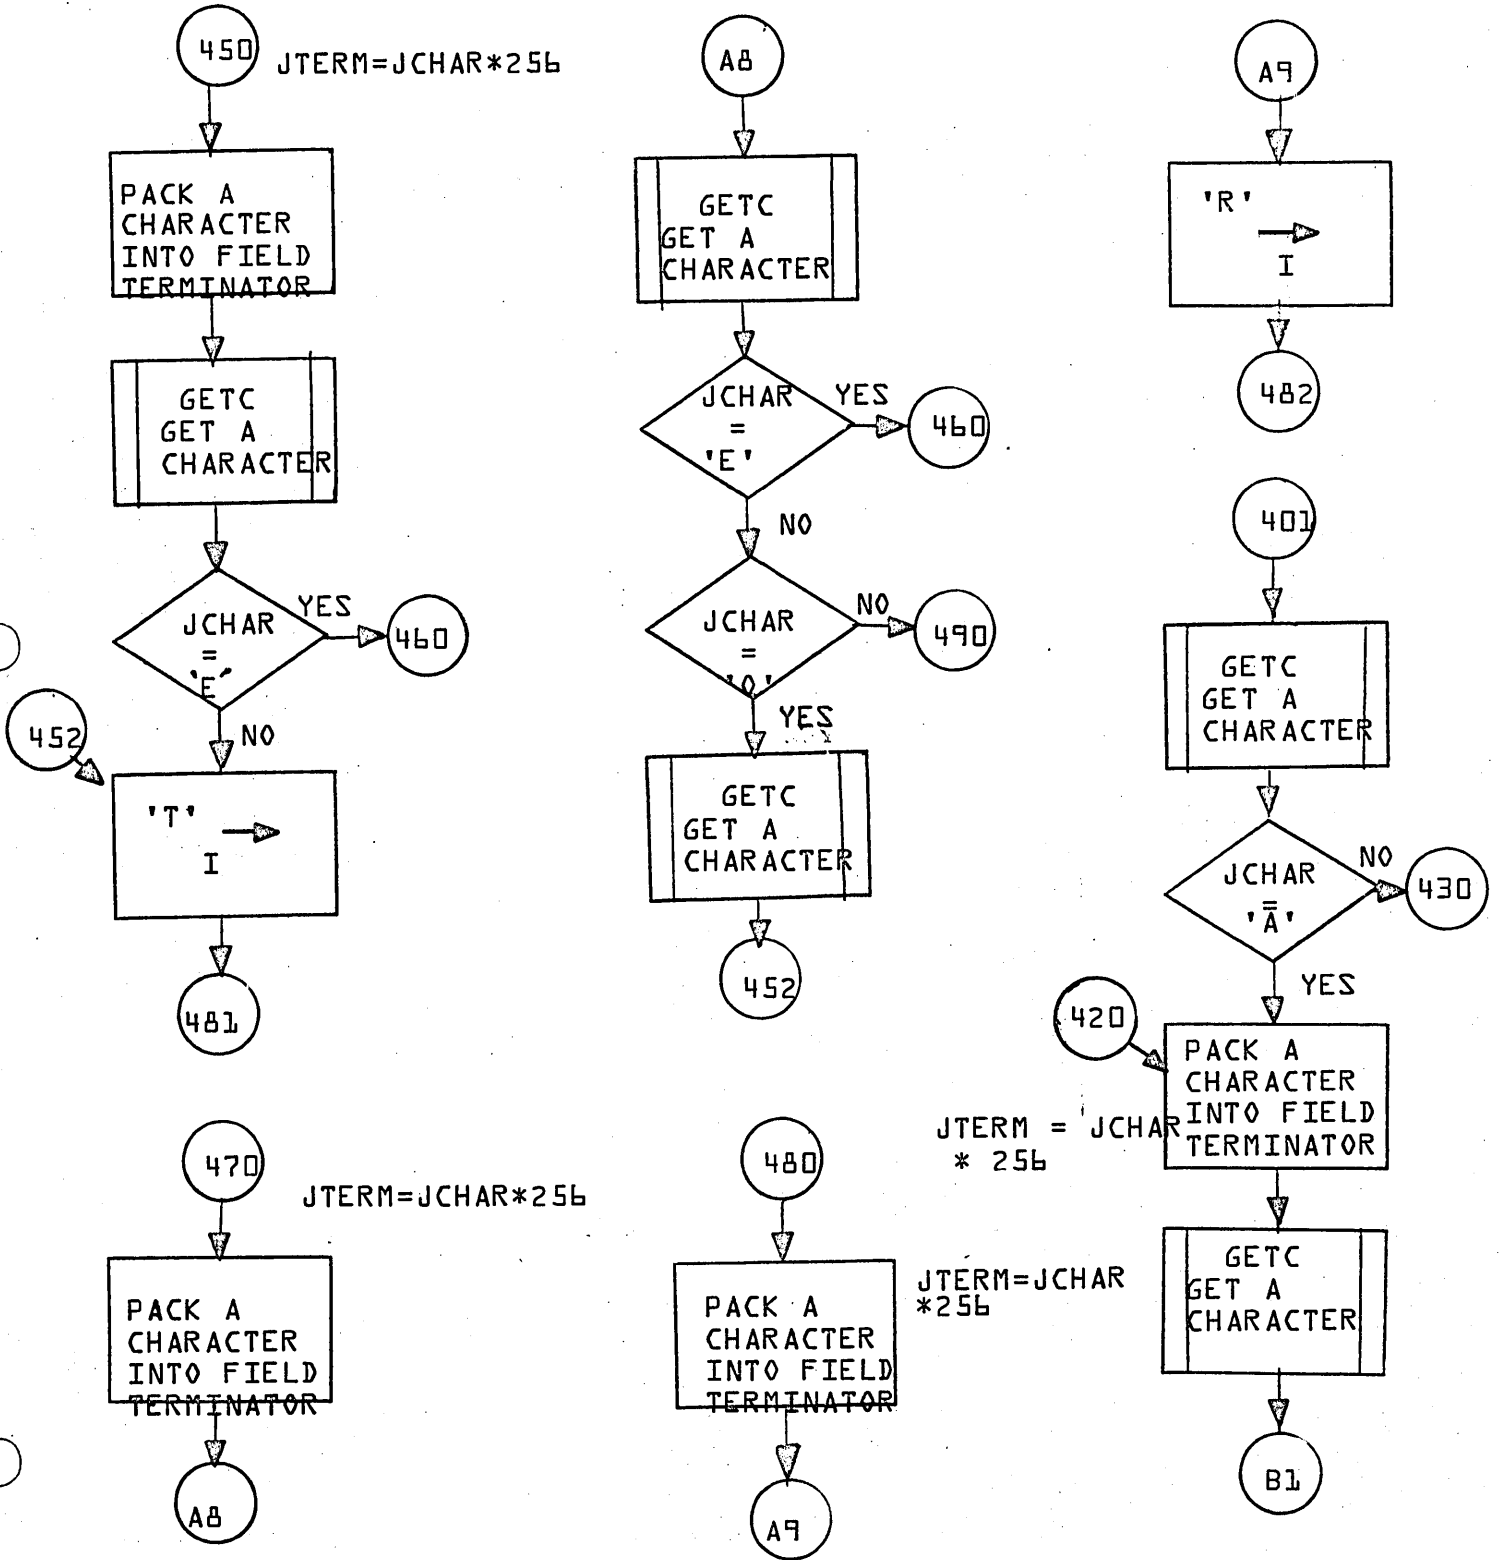 450
JTERM=JCHAR*256
PACK A
CHARACTER
INTO FIELD
TERMINATOR
GETC
GET A
CHARACTER
JCHAR
=
'E'
YES
460
NO
452
'T'
I
481
470
JTERM=JCHAR*256
PACK A
CHARACTER
INTO FIELD
TERMINATOR
A8
A8
GETC
GET A
CHARACTER
JCHAR
=
'E'
YES
460
NO
JCHAR
=
'O'
NO
490
YES
GETC
GET A
CHARACTER
452
480
JTERM=JCHAR
*256
PACK A
CHARACTER
INTO FIELD
TERMINATOR
A9
A9
'R'
I
482
401
GETC
GET A
CHARACTER
JCHAR
=
'A'
NO
430
YES
420
PACK A
CHARACTER
INTO FIELD
TERMINATOR
JTERM = JCHAR
* 256
GETC
GET A
CHARACTER
B1